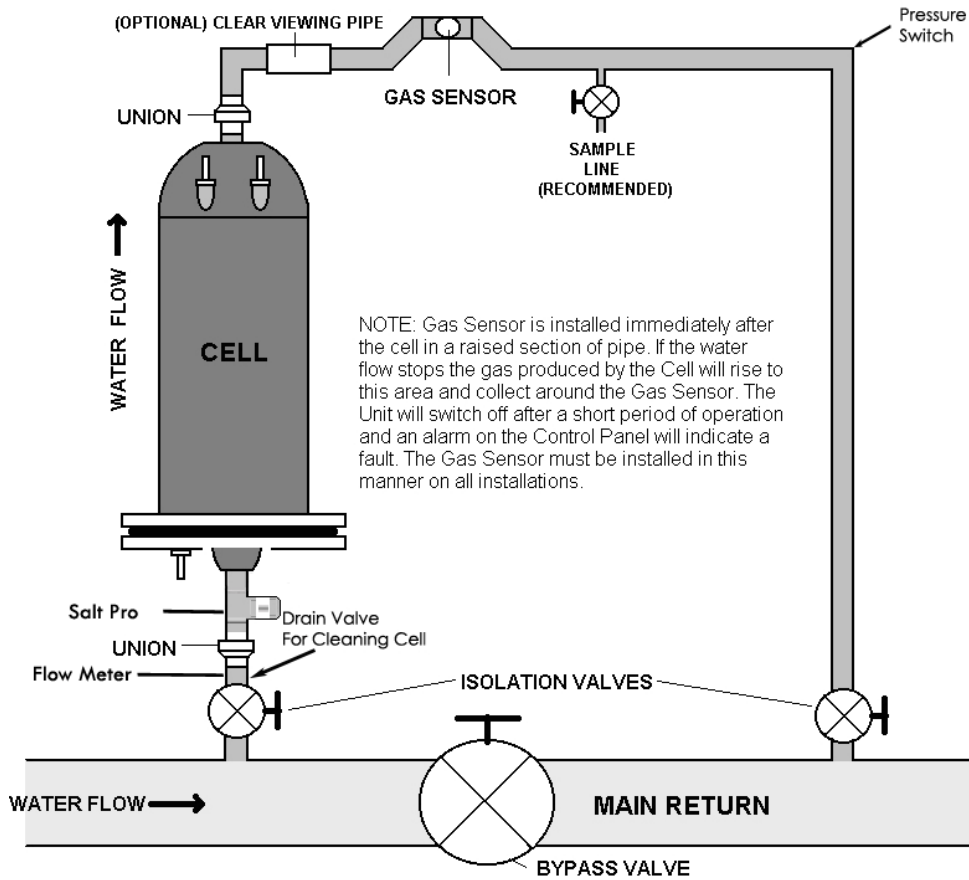 (OPTIONAL) CLEAR VIEWING PIPE
Pressure
Switch
GAS SENSOR
UNION
SAMPLE
LINE
(RECOMMENDED)
WATER FLOW
CELL
NOTE: Gas Sensor is installed immediately after
the cell in a raised section of pipe. If the water
flow stops the gas produced by the Cell will rise to
this area and collect around the Gas Sensor. The
Unit will switch off after a short period of operation
and an alarm on the Control Panel will indicate a
fault. The Gas Sensor must be installed in this
manner on all installations.
Salt Pro
Drain Valve
For Cleaning Cell
UNION
Flow Meter
ISOLATION VALVES
WATER FLOW
MAIN RETURN
BYPASS VALVE